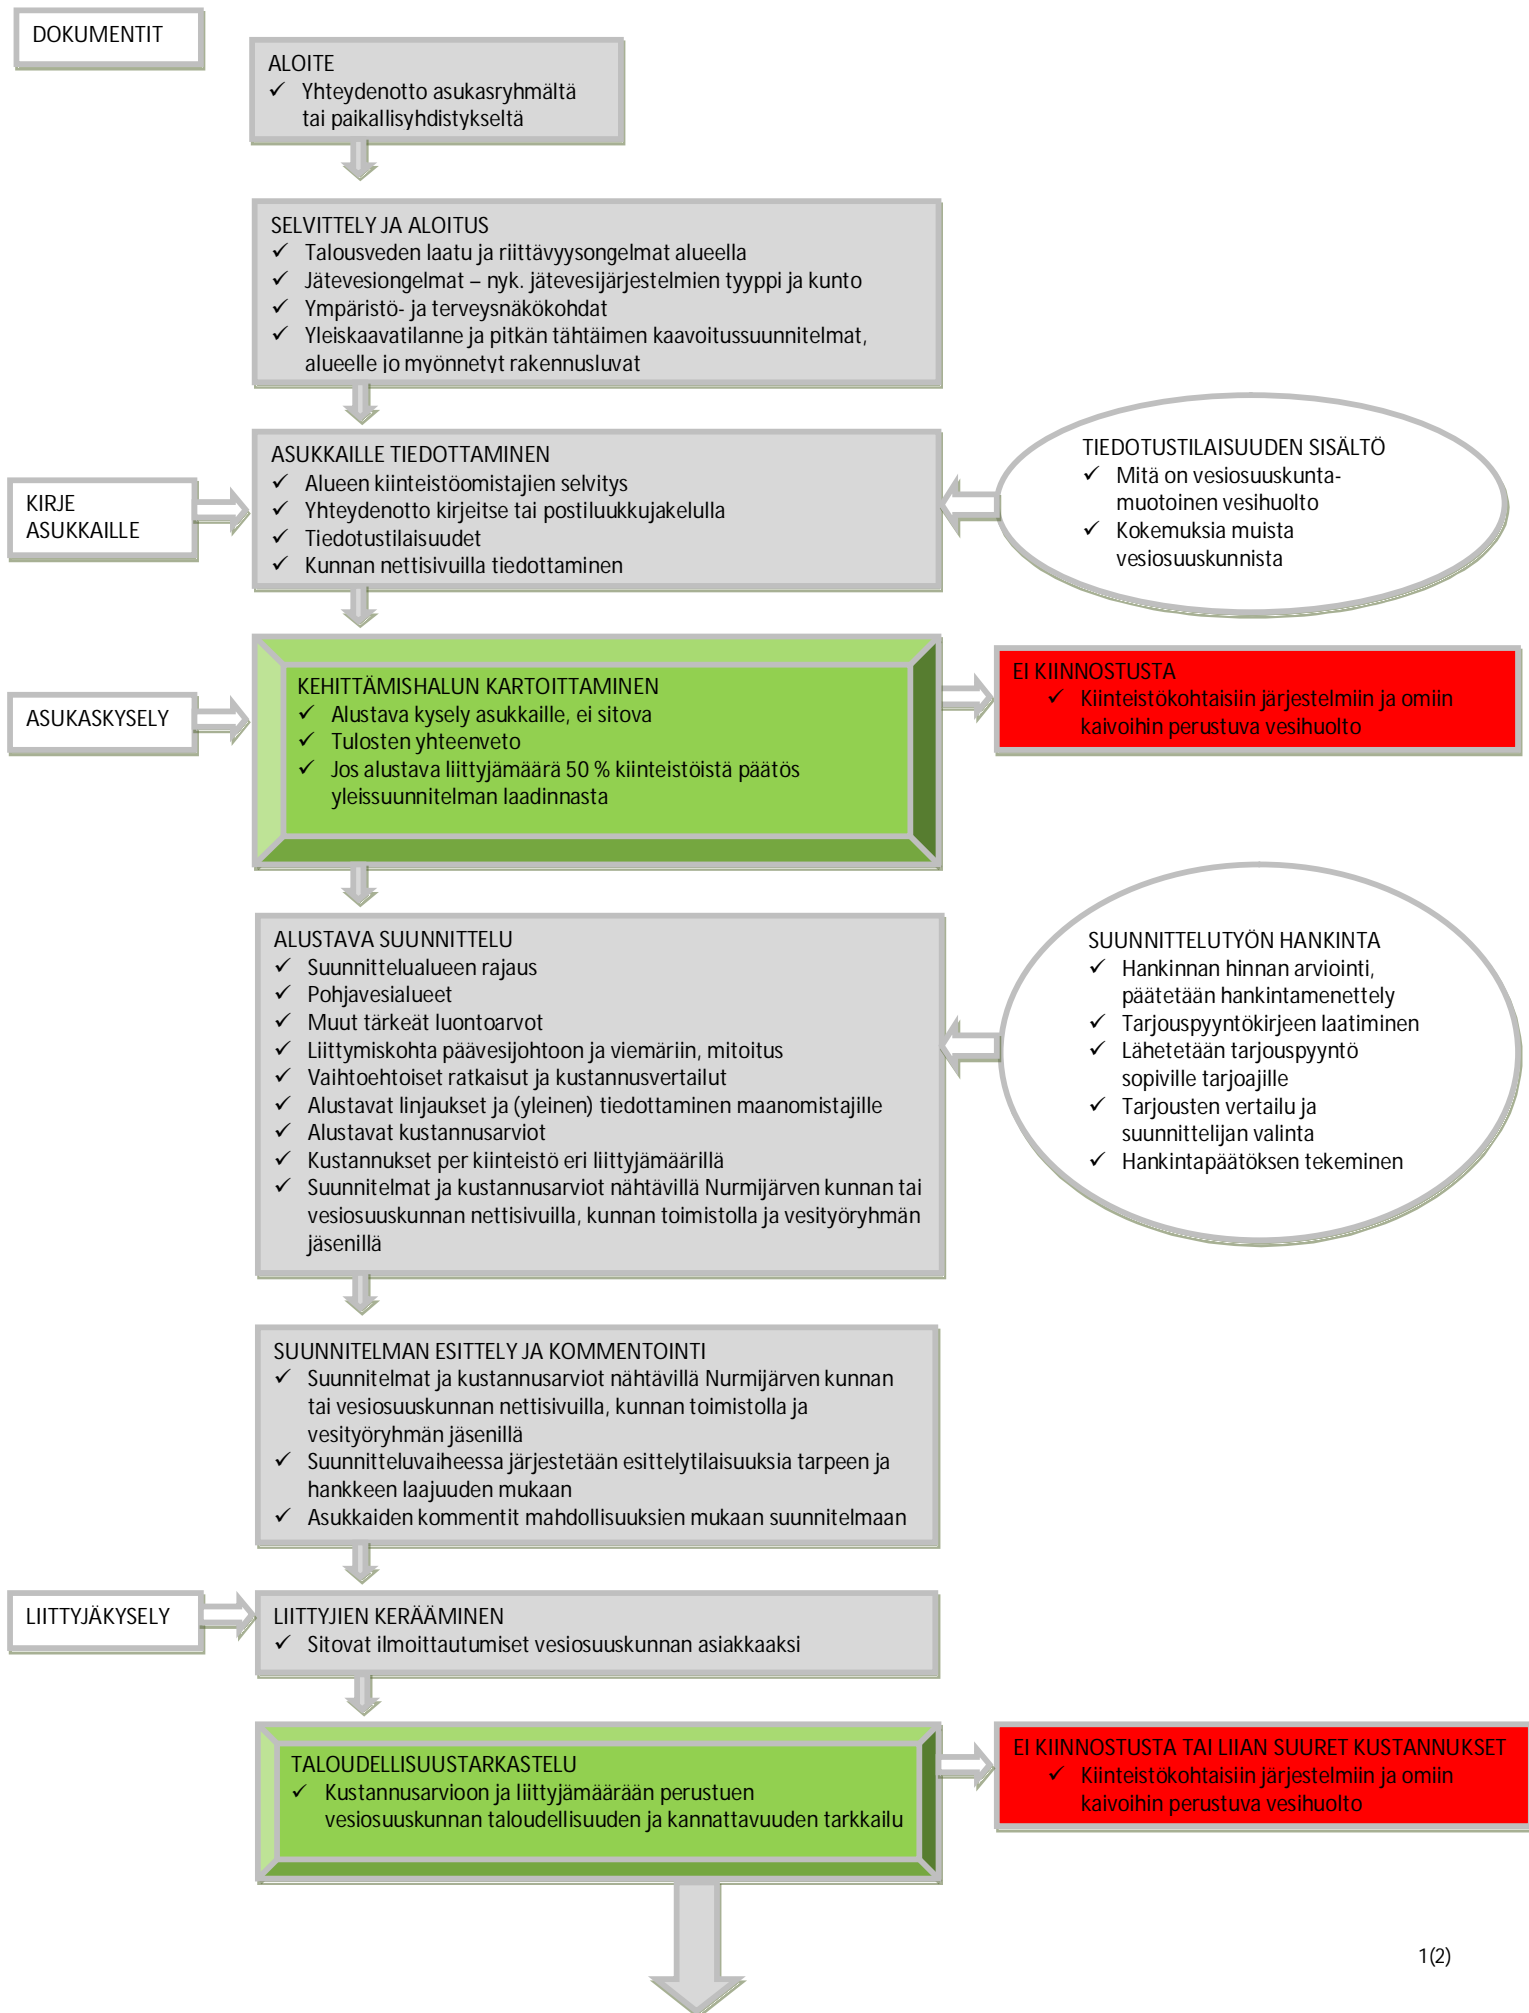 DOKUMENTIT
ALOITE
✓ Yhteydenotto asukasryhmältä
tai paikallisyhdistykseltä
SELVITTELY JA ALOITUS
✓ Talousveden laatu ja riittävyysongelmat alueella
✓ Jätevesiongelmat – nyk. jätevesijärjestelmien tyyppi ja kunto
✓ Ympäristö- ja terveysnäkökohdat
✓ Yleiskaavatilanne ja pitkän tähtäimen kaavoitussuunnitelmat,
alueelle jo myönnetyt rakennusluvat
KIRJE
ASUKKAILLE
ASUKKAILLE TIEDOTTAMINEN
✓ Alueen kiinteistöomistajien selvitys
✓ Yhteydenotto kirjeitse tai postiluukkujakelulla
✓ Tiedotustilaisuudet
✓ Kunnan nettisivuilla tiedottaminen
TIEDOTUSTILAISUUDEN SISÄLTÖ
✓ Mitä on vesiosuuskunta-
muotoinen vesihuolto
✓ Kokemuksia muista
vesiosuuskunnista
ASUKASKYSELY
KEHITTÄMISHALUN KARTOITTAMINEN
✓ Alustava kysely asukkaille, ei sitova
✓ Tulosten yhteenveto
✓ Jos alustava liittyjämäärä 50 % kiinteistöistä päätös
yleissuunnitelman laadinnasta
EI KIINNOSTUSTA
✓ Kiinteistökohtaisiin järjestelmiin ja omiin
kaivoihin perustuva vesihuolto
ALUSTAVA SUUNNITTELU
✓ Suunnittelualueen rajaus
✓ Pohjavesialueet
✓ Muut tärkeät luontoarvot
✓ Liittymiskohta päävesijohtoon ja viemäriin, mitoitus
✓ Vaihtoehtoiset ratkaisut ja kustannusvertailut
✓ Alustavat linjaukset ja (yleinen) tiedottaminen maanomistajille
✓ Alustavat kustannusarviot
✓ Kustannukset per kiinteistö eri liittyjämäärillä
✓ Suunnitelmat ja kustannusarviot nähtävillä Nurmijärven kunnan tai
vesiosuuskunnan nettisivuilla, kunnan toimistolla ja vesityöryhmän
jäsenillä
SUUNNITTELUTYÖN HANKINTA
✓ Hankinnan hinnan arviointi,
päätetään hankintamenettely
✓ Tarjouspyyntökirjeen laatiminen
✓ Lähetetään tarjouspyyntö
sopiville tarjoajille
✓ Tarjousten vertailu ja
suunnittelijan valinta
✓ Hankintapäätöksen tekeminen
SUUNNITELMAN ESITTELY JA KOMMENTOINTI
✓ Suunnitelmat ja kustannusarviot nähtävillä Nurmijärven kunnan
tai vesiosuuskunnan nettisivuilla, kunnan toimistolla ja
vesityöryhmän jäsenillä
✓ Suunnitteluvaiheessa järjestetään esittelytilaisuuksia tarpeen ja
hankkeen laajuuden mukaan
✓ Asukkaiden kommentit mahdollisuuksien mukaan suunnitelmaan
LIITTYJÄKYSELY
LIITTYJIEN KERÄÄMINEN
✓ Sitovat ilmoittautumiset vesiosuuskunnan asiakkaaksi
TALOUDELLISUUSTARKASTELU
✓ Kustannusarvioon ja liittyjämäärään perustuen
vesiosuuskunnan taloudellisuuden ja kannattavuuden tarkkailu
EI KIINNOSTUSTA TAI LIIAN SUURET KUSTANNUKSET
✓ Kiinteistökohtaisiin järjestelmiin ja omiin
kaivoihin perustuva vesihuolto
1(2)